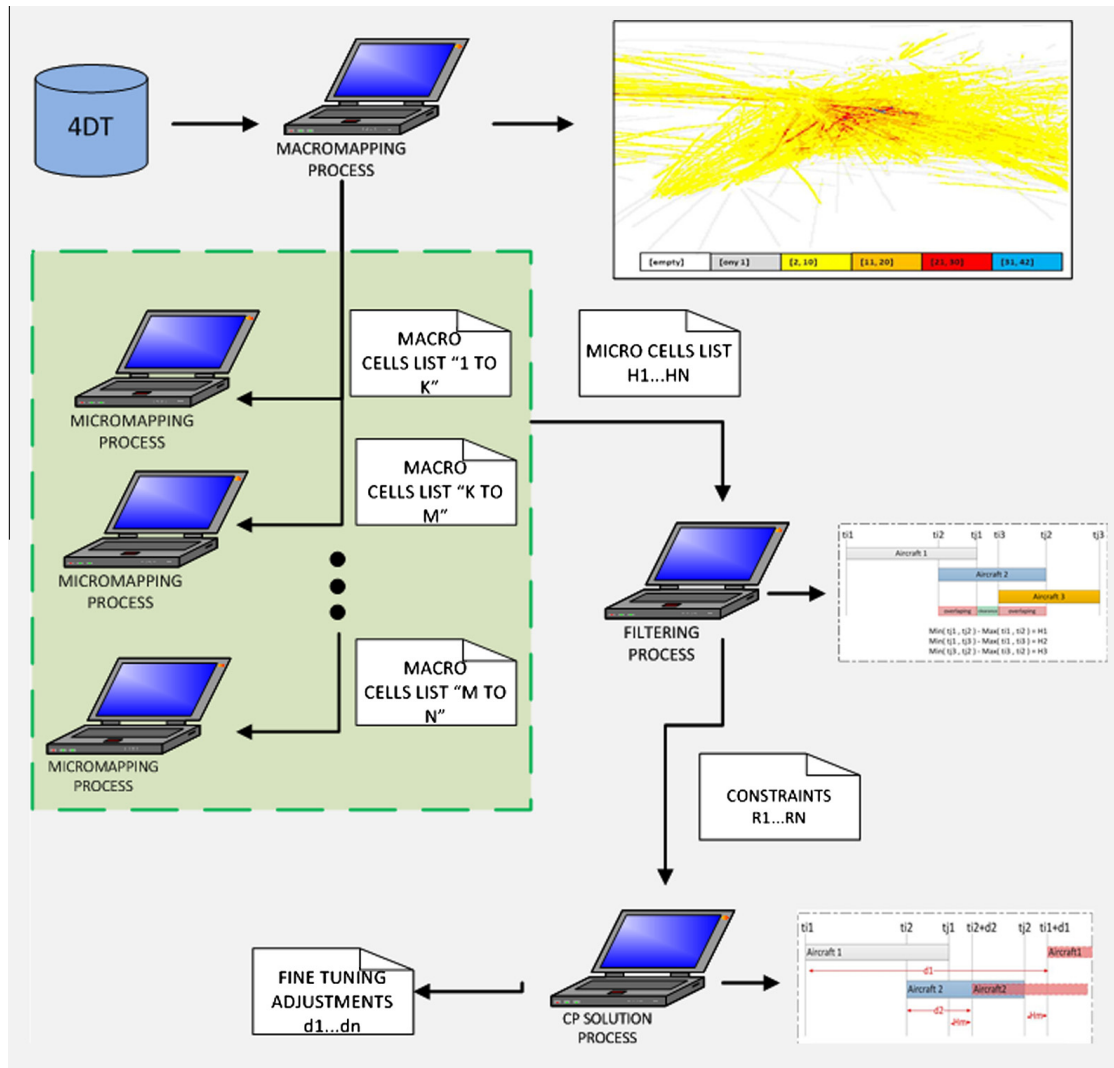 4DT
MACROMAPPING
PROCESS
[empty] [ony 1] [2, 10] [11, 20] [21, 30] [31, 42]
MACRO
CELLS LIST “1 TO
K”
MICROMAPPING
PROCESS
MICRO CELLS LIST
H1...HN
MACRO
CELLS LIST “K TO
M”
MICROMAPPING
PROCESS
MACRO
CELLS LIST “M TO
N”
MICROMAPPING
PROCESS
FILTERING
PROCESS
ti1 ti2 tj1 ti3 tj2 tj3
Aircraft 1
Aircraft 2
Aircraft 3
overlaping clearance overlaping
Min( tj1 , tj2 ) - Max( ti1 , ti2 ) = H1
Min( tj1 , tj3 ) - Max( ti1 , ti3 ) = H2
Min( tj3 , tj2 ) - Max( ti3 , ti2 ) = H3
CONSTRAINTS
R1...RN
CP SOLUTION
PROCESS
ti1 ti2 tj1 ti2+d2 tj2 ti1+d1
Aircraft 1 Aircraft1
d1
Aircraft 2 Aircraft2
d2
Hm Hm
FINE TUNING
ADJUSTMENTS
d1...dn